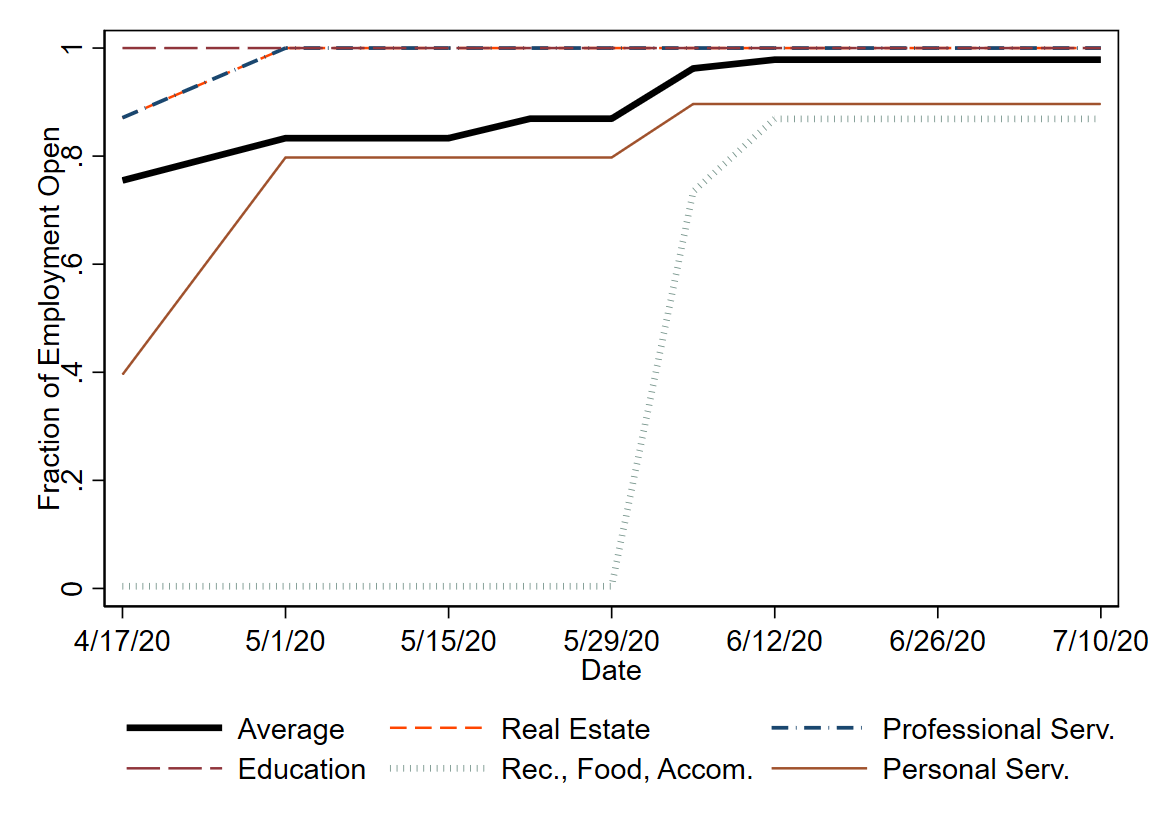 Fraction of Employment Open
1
.8
.6
.4
.2
0
4/17/20 5/1/20 5/15/20 5/29/20 6/12/20 6/26/20 7/10/20
Date
Average Real Estate Professional Serv.
Education Rec., Food, Accom. Personal Serv.